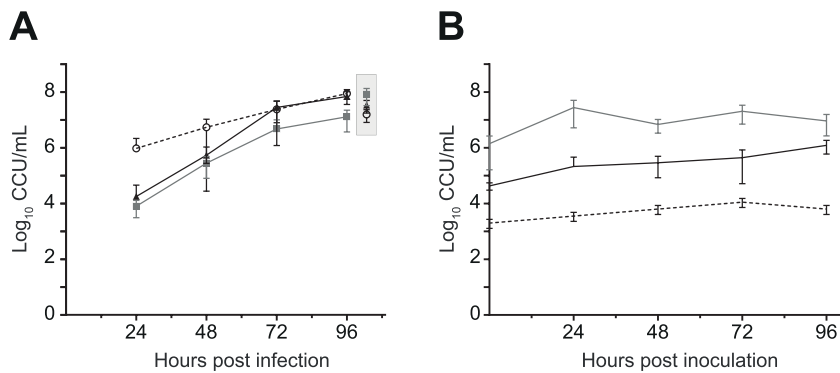 A
B
Log10 CCU/mL
8
6
4
2
0
24 48 72 96
Hours post infection
Log10 CCU/mL
8
6
4
2
0
24 48 72 96
Hours post inoculation